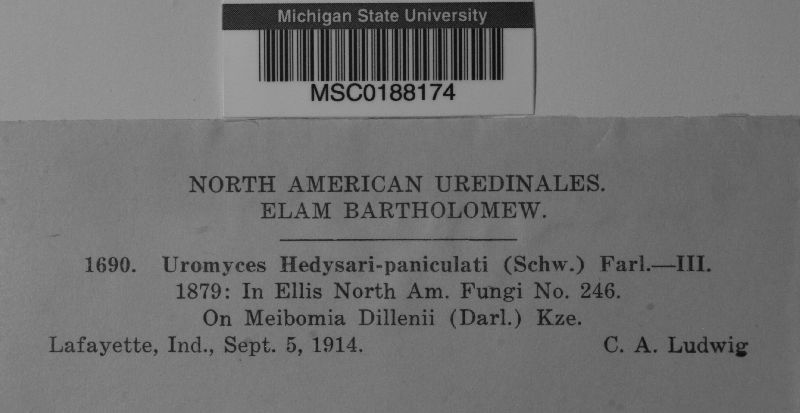 Michigan State University
MSC0188174
NORTH AMERICAN UREDINALES.
ELAM BARTHOLOMEW.
1690. Uromyces Hedysari-paniculati (Schw.) Farl.—III.
1879: In Ellis North Am. Fungi No. 246.
On Meibomia Dillenii (Darl.) Kze.
Lafayette, Ind., Sept. 5, 1914. C. A. Ludwig